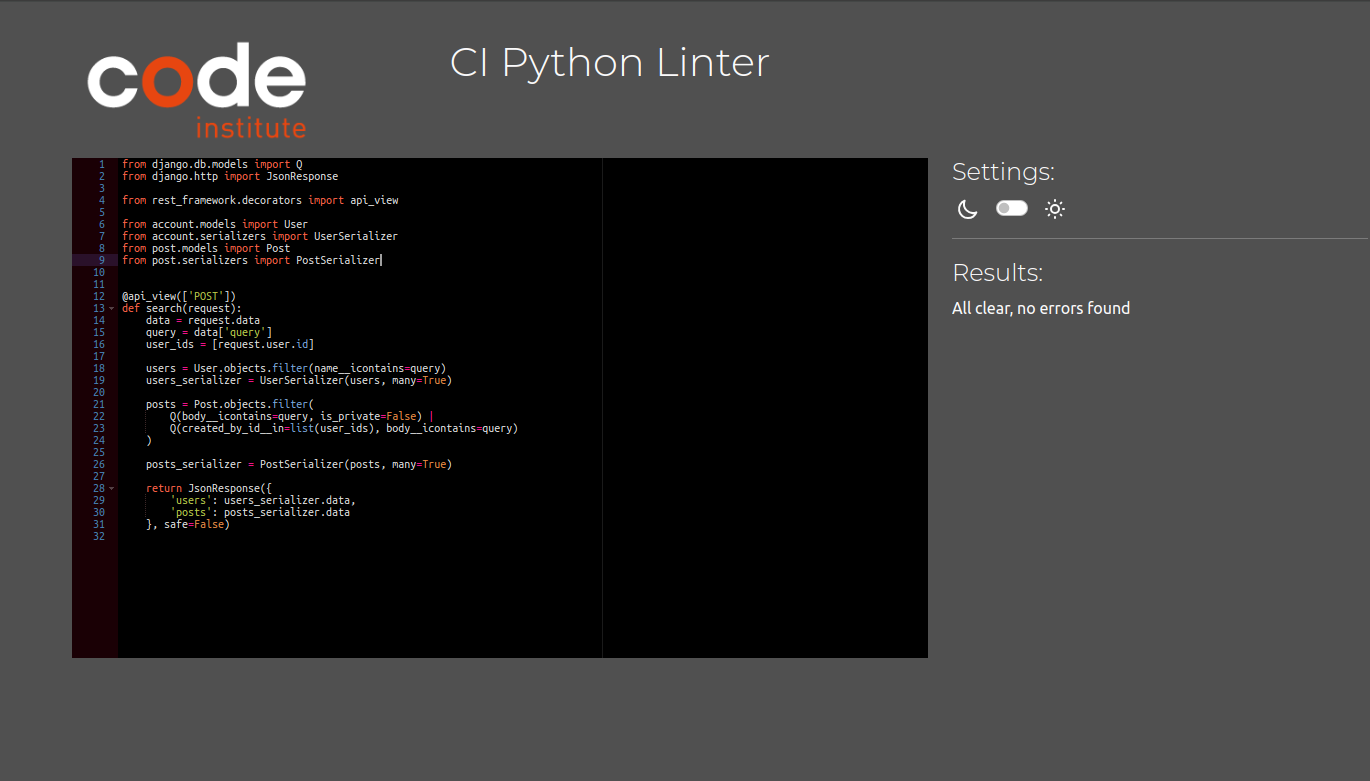 code
institute
CI Python Linter
1 from django.db.models import Q
2 from django.http import JsonResponse
3
4 from rest_framework.decorators import api_view
5
6 from account.models import User
7 from account.serializers import UserSerializer
8 from post.models import Post
9 from post.serializers import PostSerializer
10
11
12 @api_view(['POST'])
13 def search(request):
14     data = request.data
15     query = data['query']
16     user_ids = [request.user.id]
17
18     users = User.objects.filter(name__icontains=query)
19     users_serializer = UserSerializer(users, many=True)
20
21     posts = Post.objects.filter(
22         Q(body__icontains=query, is_private=False) |
23         Q(created_by_id__in=list(user_ids), body__icontains=query)
24     )
25
26     posts_serializer = PostSerializer(posts, many=True)
27
28     return JsonResponse({
29         'users': users_serializer.data,
30         'posts': posts_serializer.data
31     }, safe=False)
32
Settings:
Results:
All clear, no errors found